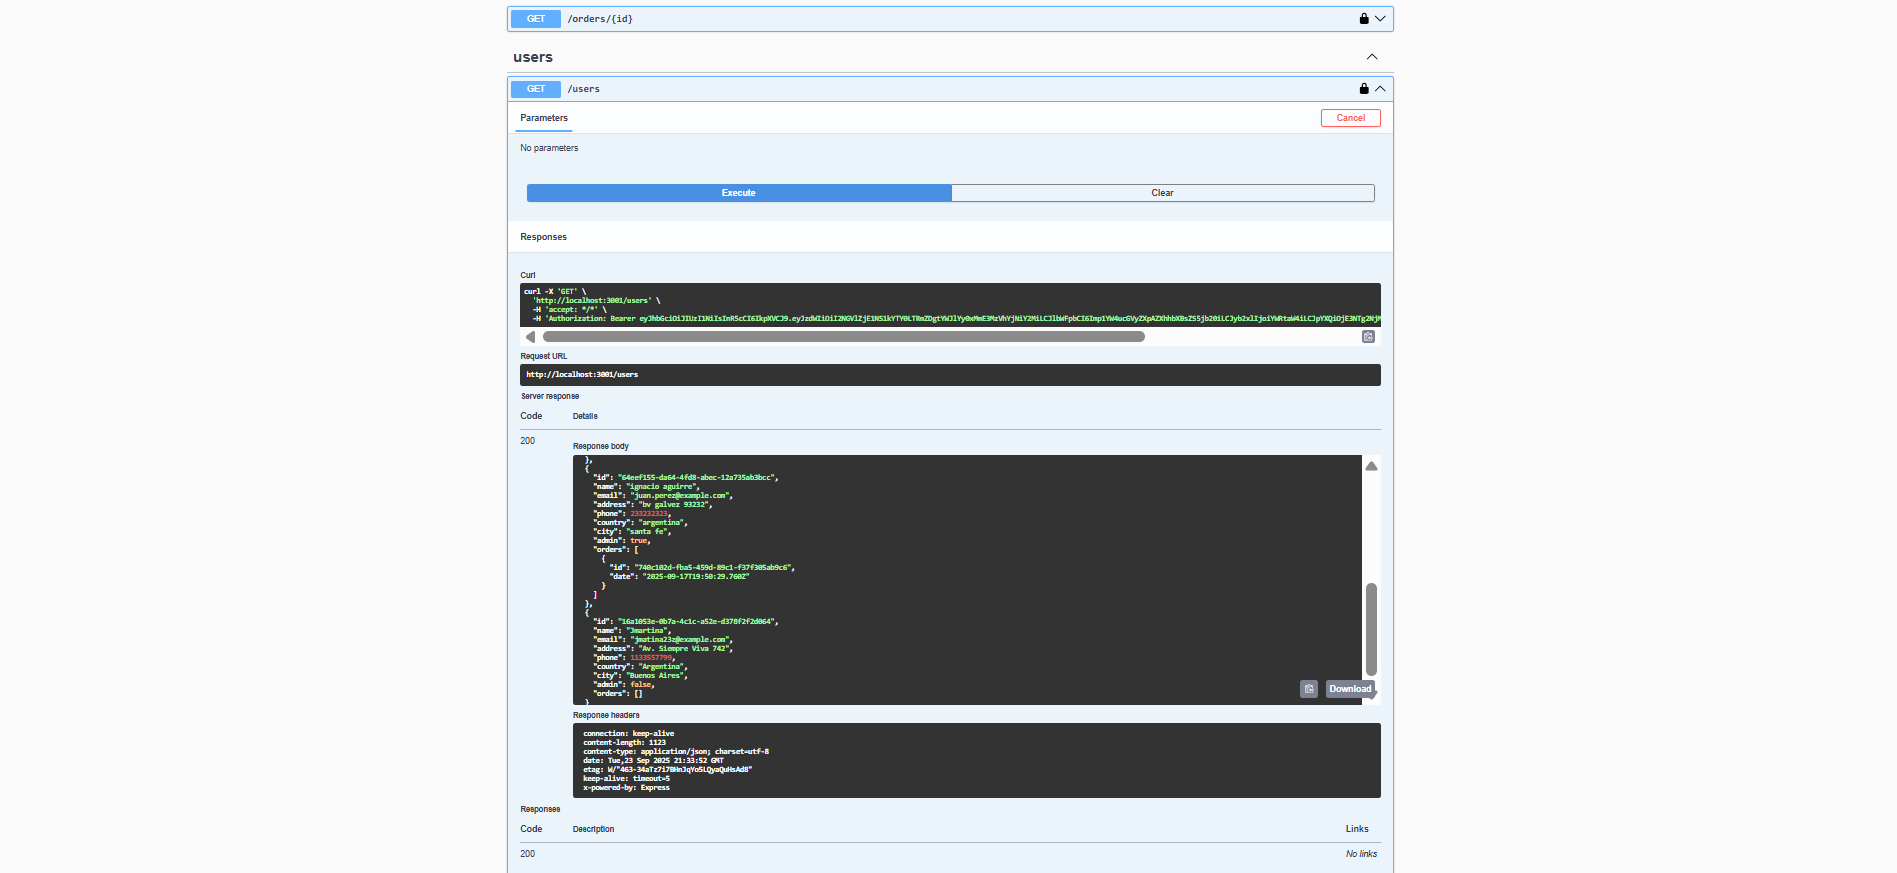 GET /orders/{id}
users
GET /users
Parameters
Cancel
No parameters
Execute
Clear
Responses
Curl
curl -X 'GET' \
'http://localhost:3001/users' \
-H 'accept: */*' \
-H 'Authorization: Bearer
Request URL
http://localhost:3001/users
Server response
Code Details
200
Response body
},
{
"id": "64eef155-da64-4fd8-abec-12a735ab3bcc",
"name": "ignacio aguirre",
"email": "juan.perez@example.com",
"address": "bv galvez 93232",
"phone": 233232323,
"country": "argentina",
"city": "santa fe",
"admin": true,
"orders": [
{
"id": "740c102d-fba5-459d-89c1-f37f305ab9c6",
"date": "2025-09-17T19:50:29.760Z"
}
]
},
{
"id": "16a1053e-0b7a-4c1c-a52e-d378f2f2d064",
"name": "Jmartina",
"email": "jmatina23z@example.com",
"address": "Av. Siempre Viva 742",
"phone": 1133557799,
"country": "Argentina",
"city": "Buenos Aires",
"admin": false,
"orders": []
}
Download
Response headers
connection: keep-alive
content-length: 1123
content-type: application/json; charset=utf-8
date: Tue,23 Sep 2025 21:33:52 GMT
etag:
keep-alive: timeout=5
x-powered-by: Express
Responses
Code Description Links
200 No links